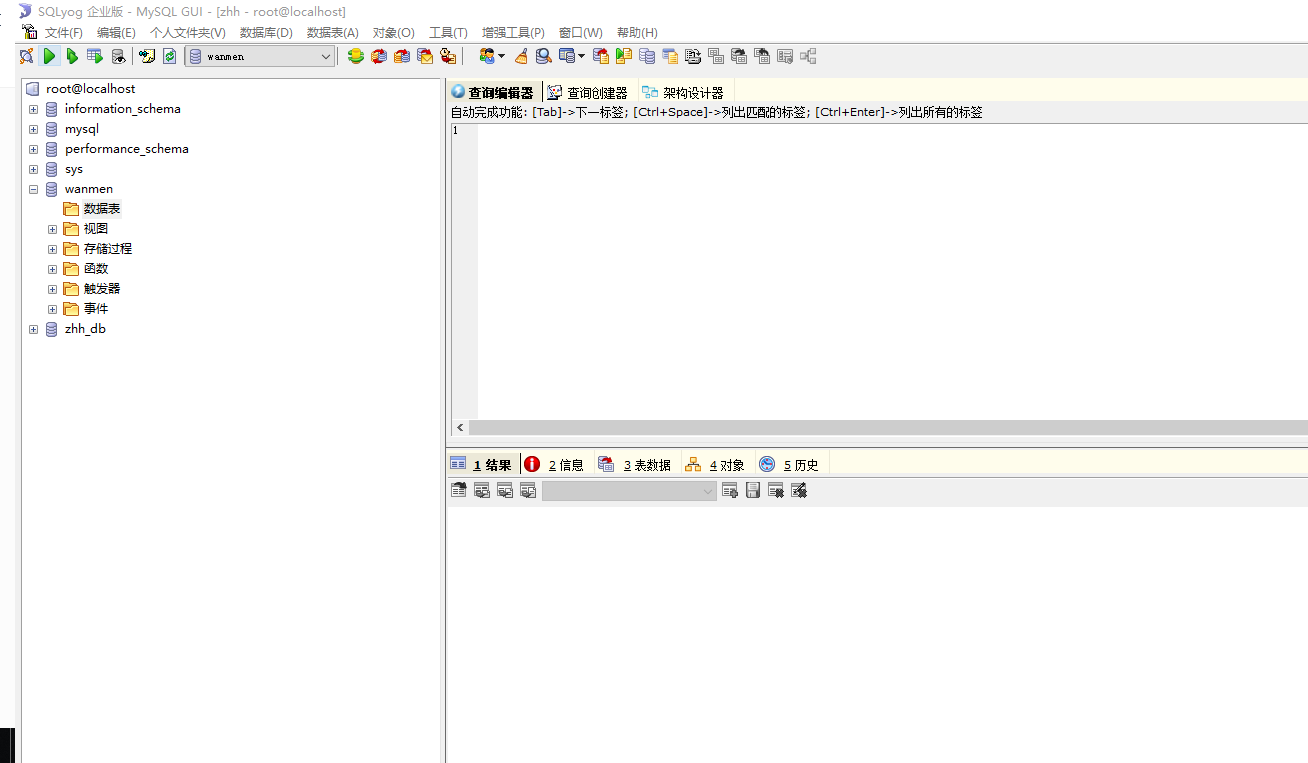 SQLyog 企业版 - MySQL GUI - [zhh - root@localhost]
文件(F) 编辑(E) 个人文件夹(V) 数据库(D) 数据表(A) 对象(O) 工具(T) 增强工具(P) 窗口(W) 帮助(H)
wanmen
root@localhost
information_schema
mysql
performance_schema
sys
wanmen
数据表
视图
存储过程
函数
触发器
事件
zhh_db
查询编辑器 查询创建器 架构设计器
自动完成功能: [Tab]->下一标签; [Ctrl+Space]->列出匹配的标签; [Ctrl+Enter]->列出所有的标签
1
1 结果 2 信息 3 表数据 4 对象 5 历史